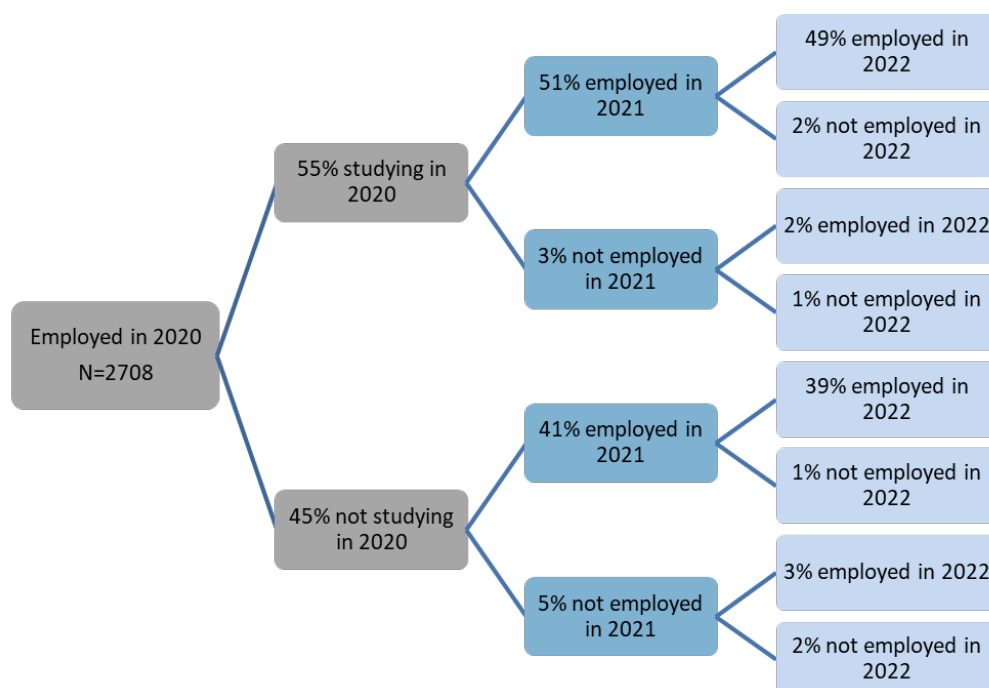 Employed in 2020
N=2708
55% studying in
2020
45% not studying
in 2020
51% employed in
2021
3% not employed
in 2021
41% employed in
2021
5% not employed
in 2021
49% employed in
2022
2% not employed in
2022
2% employed in 2022
1% not employed in
2022
39% employed in
2022
1% not employed in
2022
3% employed in 2022
2% not employed in
2022